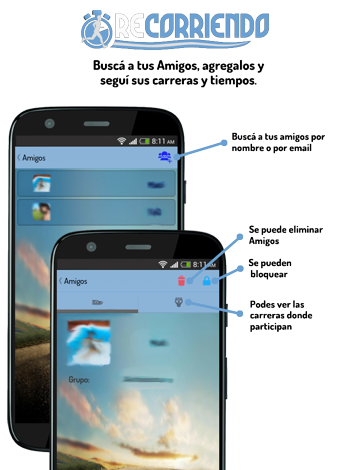 RECORRIENDO
Buscá a tus Amigos, agregalos y
seguí sus carreras y tiempos.
8:11 AM
Amigos
Buscá a tus amigos por
nombre o por email
8:11 AM
Amigos
Se puede eliminar
Amigos
Se pueden
bloquear
Podes ver las
carreras donde
participan
Grupo: